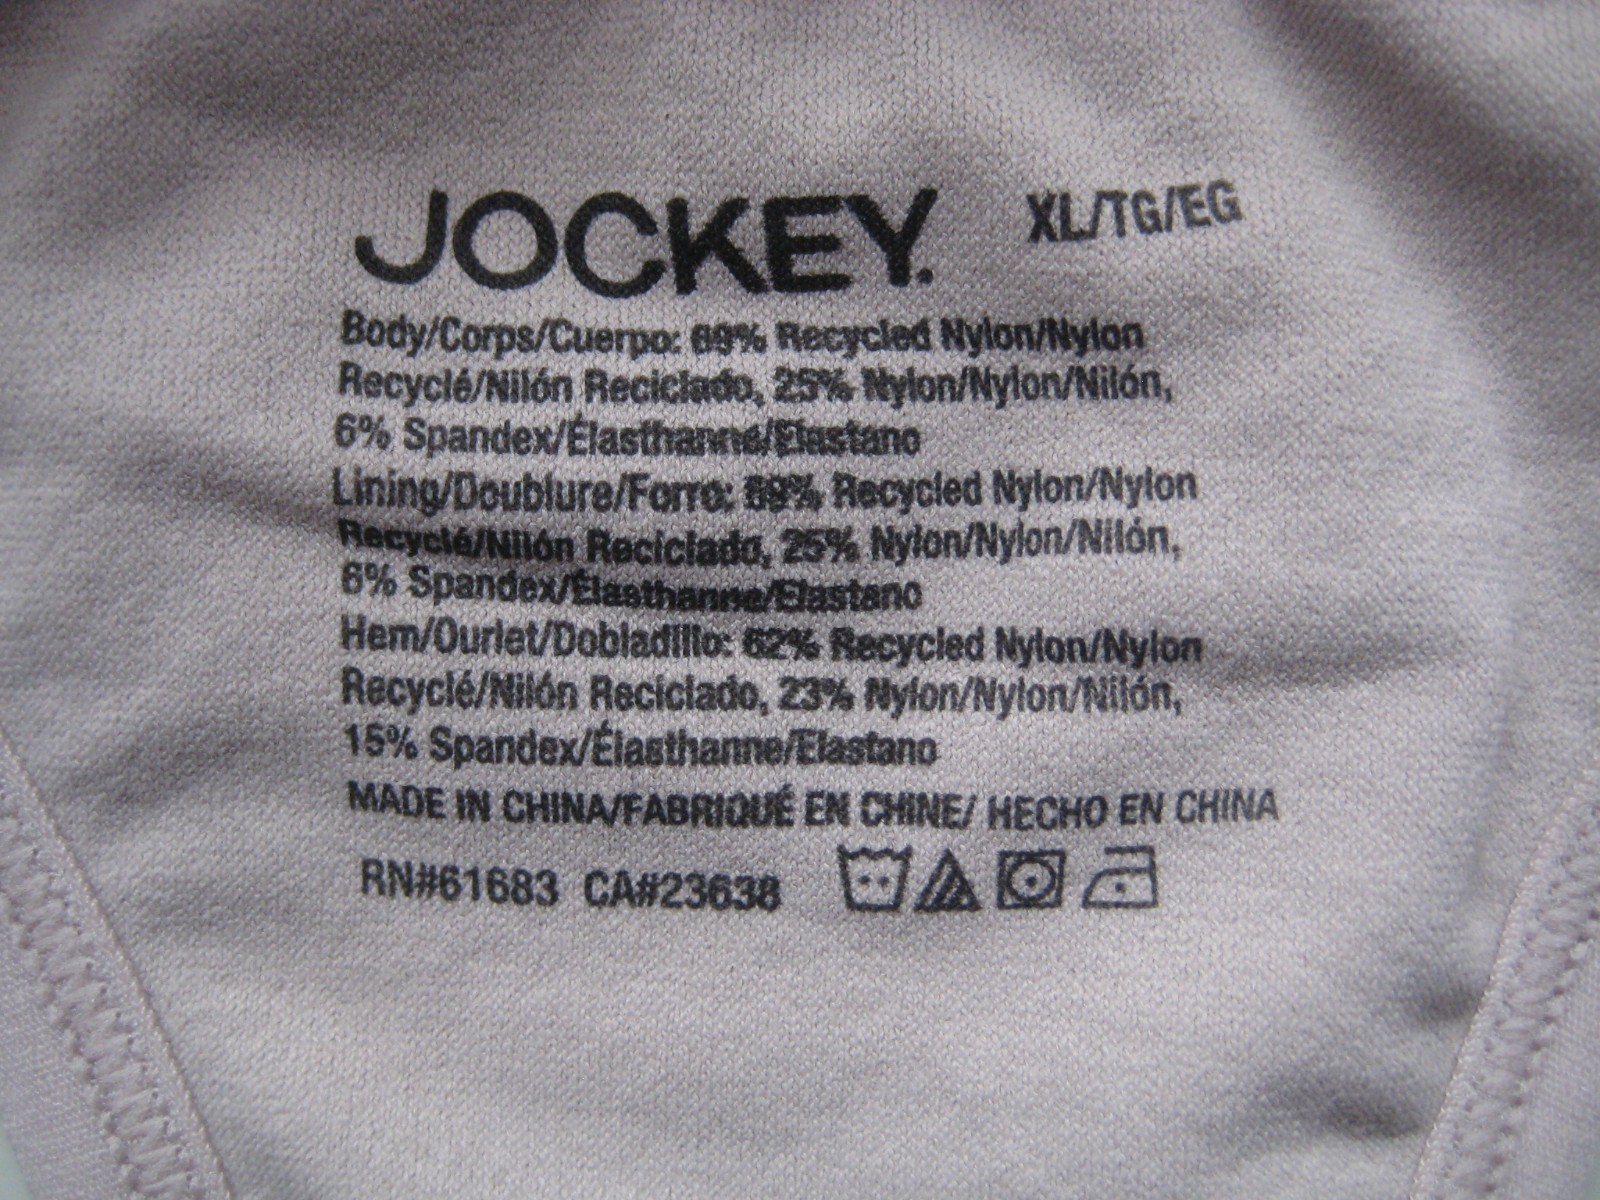 JOCKEY. XL/TG/EG
Body/Corps/Cuerpo: 69% Recycled Nylon/Nylon
Recyclé/Nilón Reciclado, 25% Nylon/Nylon/Nilón,
6% Spandex/Élasthanne/Elastano
Lining/Doublure/Forro: 69% Recycled Nylon/Nylon
Recyclé/Nilón Reciclado, 25% Nylon/Nylon/Nilón,
6% Spandex/Élasthanne/Elastano
Hem/Ourlet/Dobladillo: 62% Recycled Nylon/Nylon
Recyclé/Nilón Reciclado, 23% Nylon/Nylon/Nilón,
15% Spandex/Élasthanne/Elastano
MADE IN CHINA/FABRIQUÉ EN CHINE/ HECHO EN CHINA
RN#61683 CA#23638